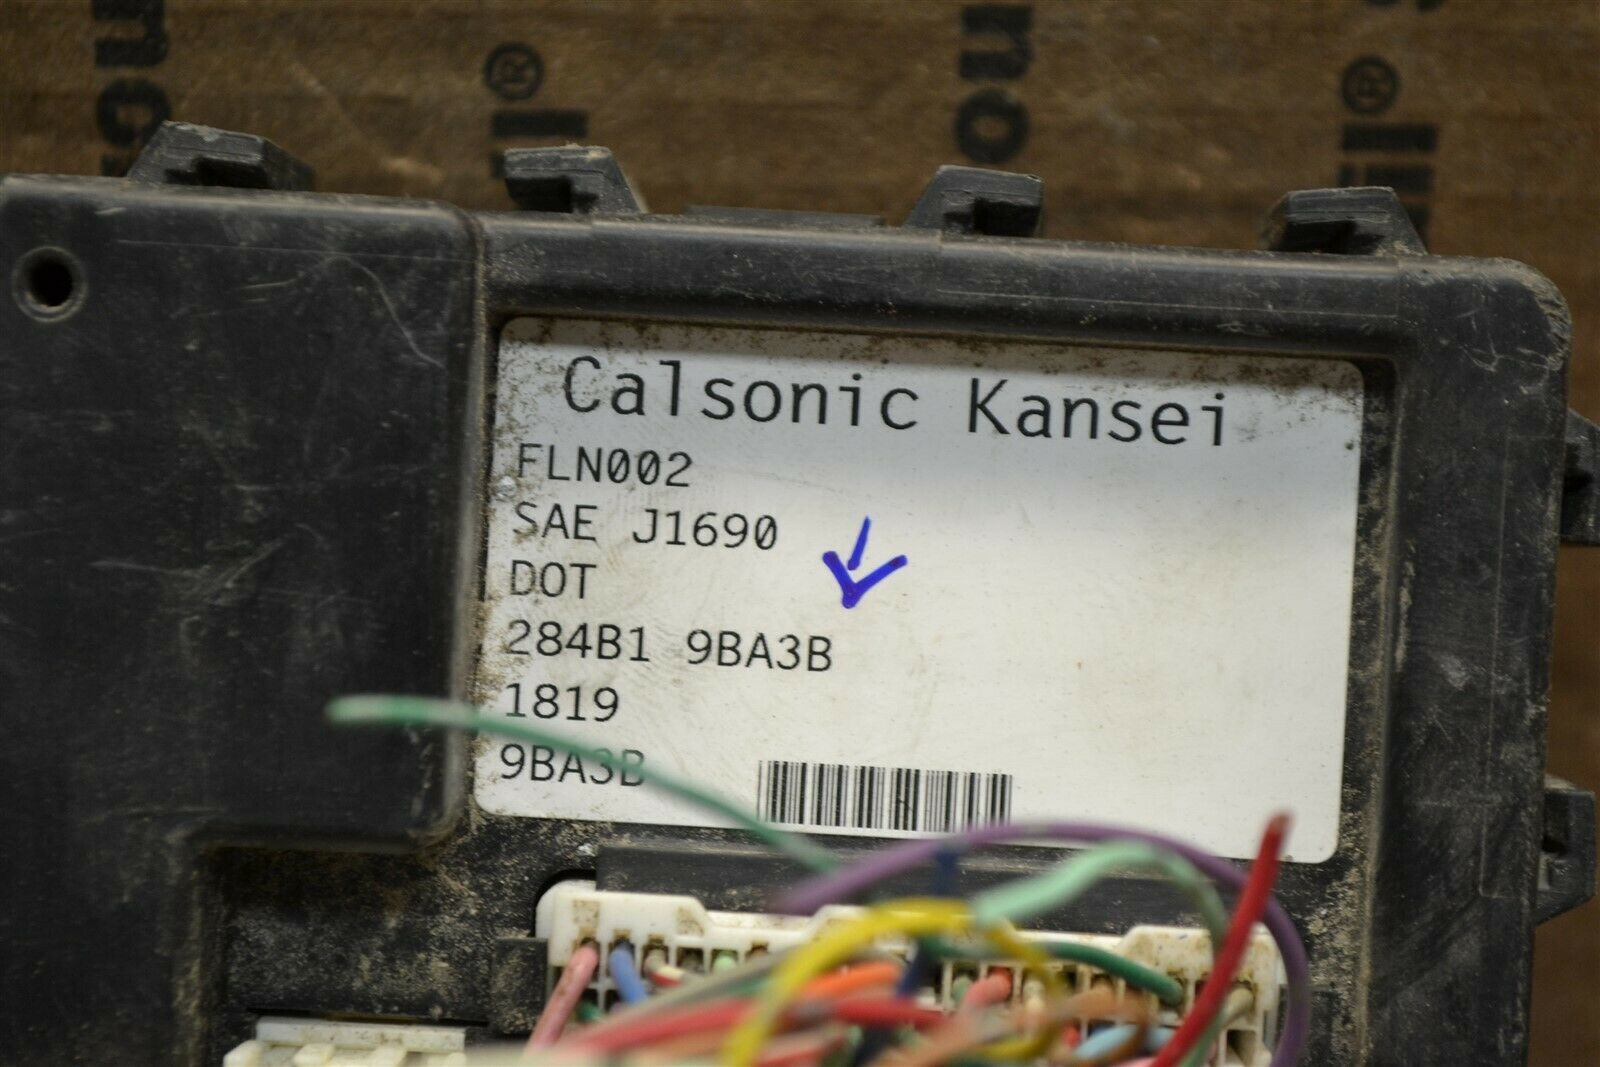 Calsonic Kansei
FLN002
SAE J1690
DOT
284B1 9BA3B
1819
9BA3B